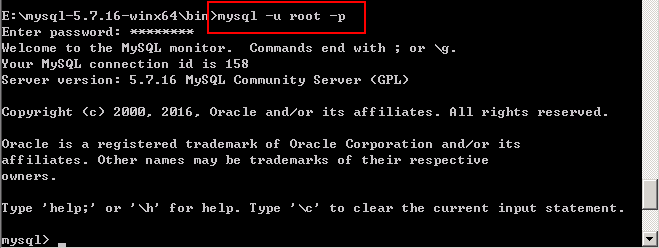 E:\mysql-5.7.16-winx64\bin>mysql -u root -p
Enter password: ********
Welcome to the MySQL monitor.  Commands end with ; or \g.
Your MySQL connection id is 158
Server version: 5.7.16 MySQL Community Server (GPL)
Copyright (c) 2000, 2016, Oracle and/or its affiliates. All rights reserved.
Oracle is a registered trademark of Oracle Corporation and/or its
affiliates. Other names may be trademarks of their respective
owners.
Type 'help;' or '\h' for help. Type '\c' to clear the current input statement.
mysql> _